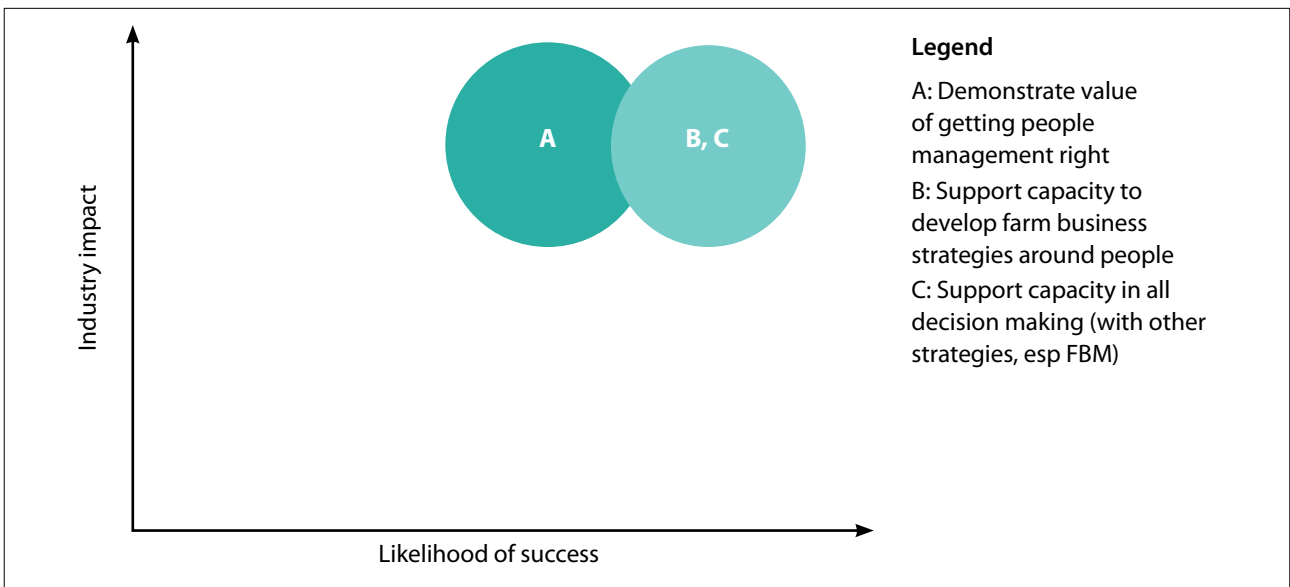 Industry impact
A
B, C
Likelihood of success
Legend
A: Demonstrate value
of getting people
management right
B: Support capacity to
develop farm business
strategies around people
C: Support capacity in all
decision making (with other
strategies, esp FBM)